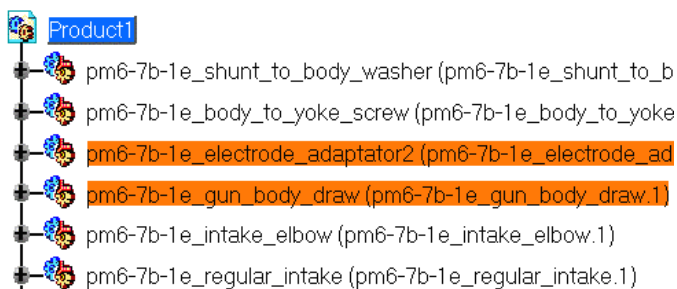 Product1
pm6-7b-1e_shunt_to_body_washer (pm6-7b-1e_shunt_to_b
pm6-7b-1e_body_to_yoke_screw (pm6-7b-1e_body_to_yoke
pm6-7b-1e_electrode_adaptator2 (pm6-7b-1e_electrode_ad
pm6-7b-1e_gun_body_draw (pm6-7b-1e_gun_body_draw.1)
pm6-7b-1e_intake_elbow (pm6-7b-1e_intake_elbow.1)
pm6-7b-1e_regular_intake (pm6-7b-1e_regular_intake.1)